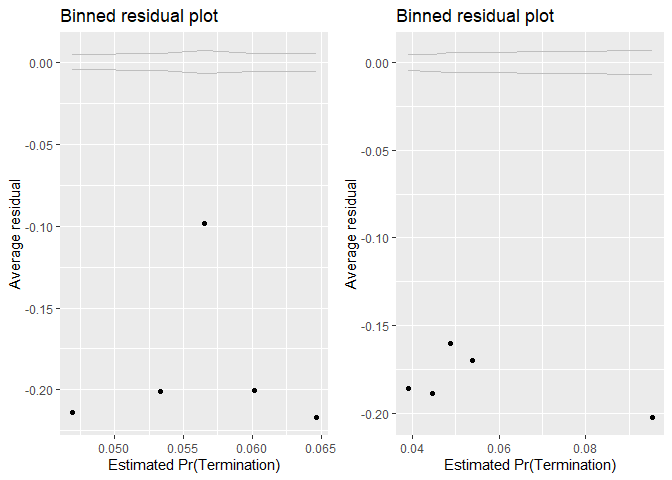 Binned residual plot
Average residual
0.00
-0.05
-0.10
-0.15
-0.20
0.050 0.055 0.060 0.065
Estimated Pr(Termination)
Binned residual plot
Average residual
0.00
-0.05
-0.10
-0.15
-0.20
0.04 0.06 0.08
Estimated Pr(Termination)